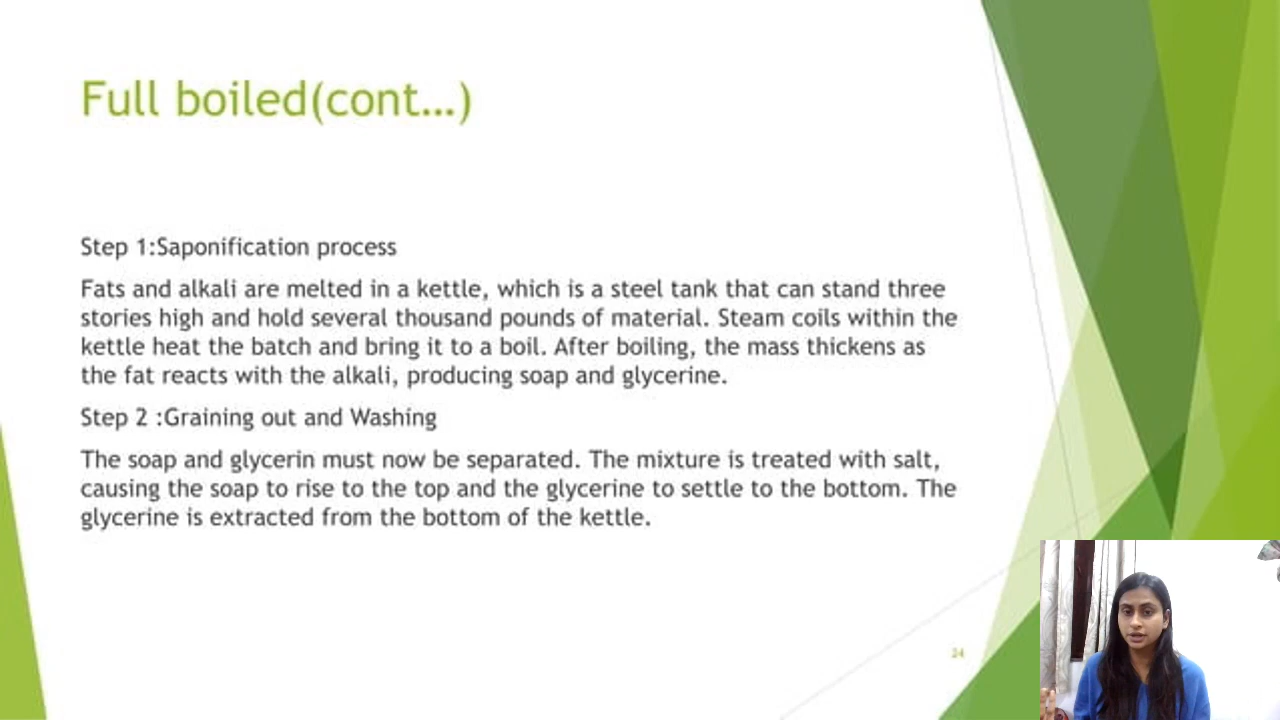 Full boiled(cont…)
Step 1:Saponification process
Fats and alkali are melted in a kettle, which is a steel tank that can stand three
stories high and hold several thousand pounds of material. Steam coils within the
kettle heat the batch and bring it to a boil. After boiling, the mass thickens as
the fat reacts with the alkali, producing soap and glycerine.
Step 2 :Graining out and Washing
The soap and glycerin must now be separated. The mixture is treated with salt,
causing the soap to rise to the top and the glycerine to settle to the bottom. The
glycerine is extracted from the bottom of the kettle.
24